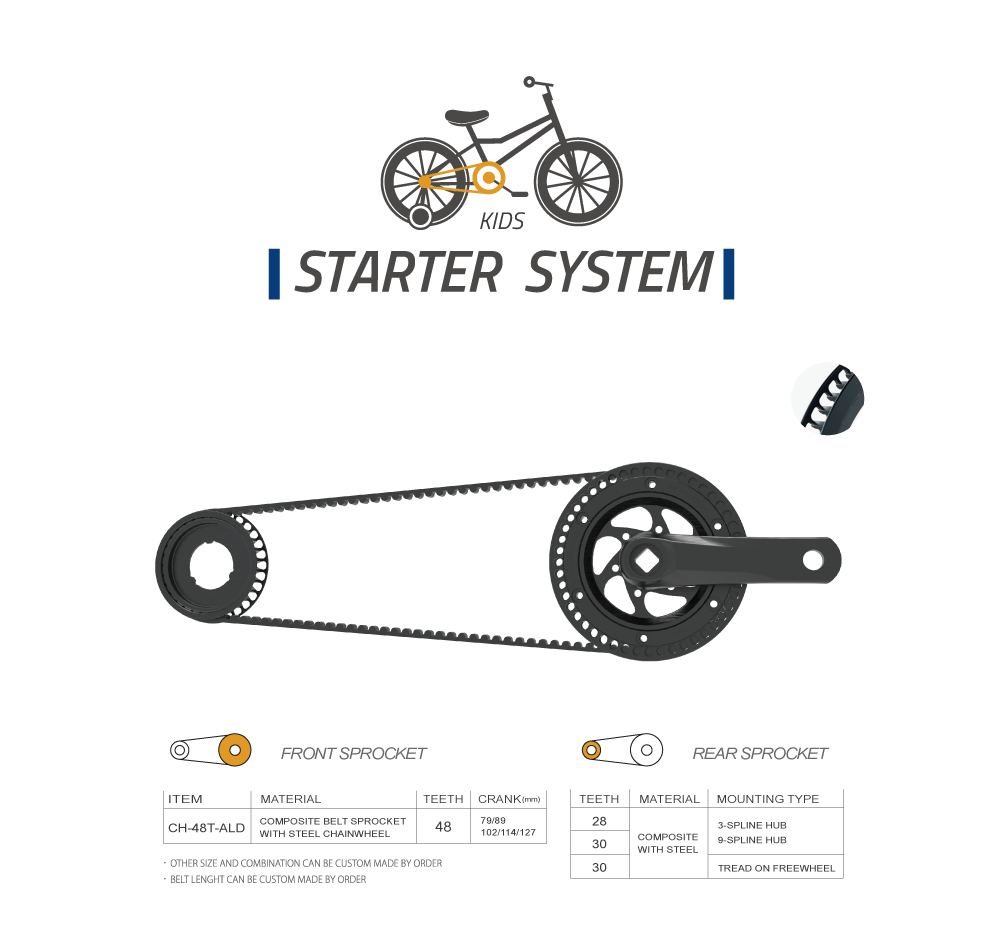 KIDS
STARTER SYSTEM
FRONT SPROCKET
ITEM MATERIAL TEETH CRANK(mm)
CH-48T-ALD COMPOSITE BELT SPROCKET WITH STEEL CHAINWHEEL 48 79/89 102/114/127
· OTHER SIZE AND COMBINATION CAN BE CUSTOM MADE BY ORDER
· BELT LENGHT CAN BE CUSTOM MADE BY ORDER
REAR SPROCKET
TEETH MATERIAL MOUNTING TYPE
28 COMPOSITE WITH STEEL 3-SPLINE HUB
30 9-SPLINE HUB
30 TREAD ON FREEWHEEL